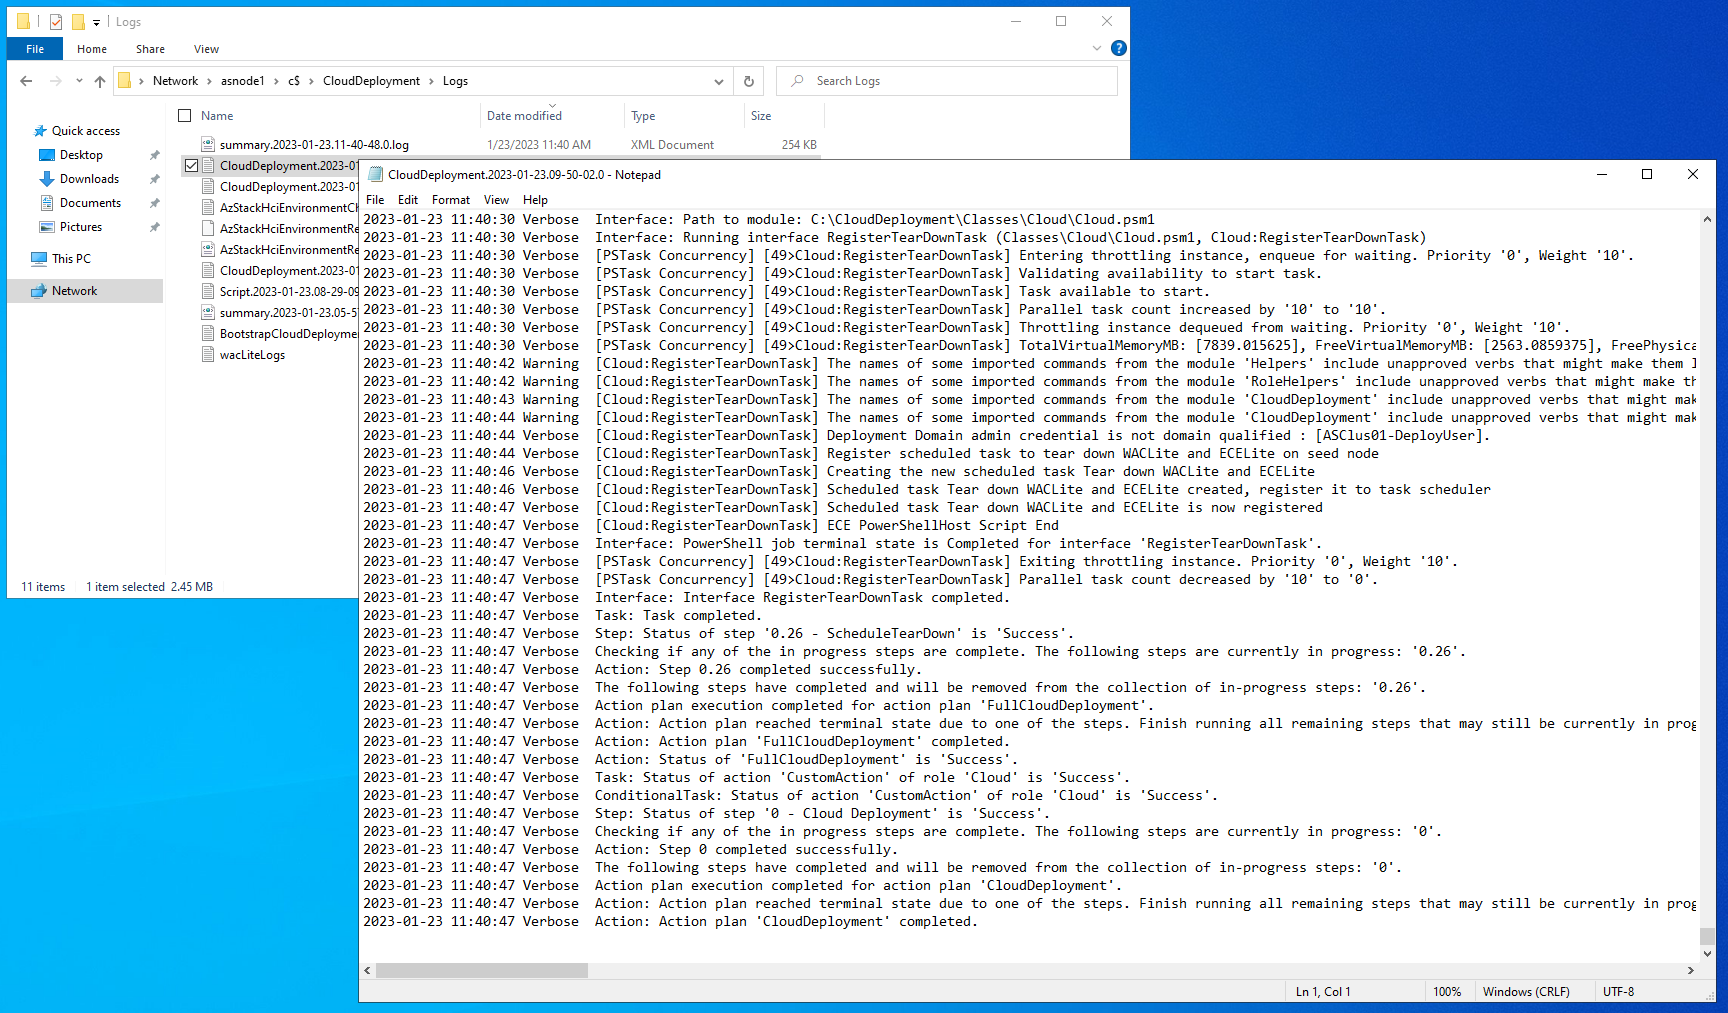 Logs
File Home Share View
Network › asnode1 › c$ › CloudDeployment › Logs
Search Logs
Name Date modified Type Size
Quick access
Desktop
Downloads
Documents
Pictures
This PC
Network
summary.2023-01-23.11-40-48.0.log 1/23/2023 11:40 AM XML Document 254 KB
CloudDeployment.2023-01
CloudDeployment.2023-01
AzStackHciEnvironmentCh
AzStackHciEnvironmentRe
AzStackHciEnvironmentRe
CloudDeployment.2023-01
Script.2023-01-23.08-29-09
summary.2023-01-23.05-5
BootstrapCloudDeployme
wacLiteLogs
11 items 1 item selected 2.45 MB
CloudDeployment.2023-01-23.09-50-02.0 - Notepad
File Edit Format View Help
2023-01-23 11:40:30 Verbose Interface: Path to module: C:\CloudDeployment\Classes\Cloud\Cloud.psm1
2023-01-23 11:40:30 Verbose Interface: Running interface RegisterTearDownTask (Classes\Cloud\Cloud.psm1, Cloud:RegisterTearDownTask)
2023-01-23 11:40:30 Verbose [PSTask Concurrency] [49>Cloud:RegisterTearDownTask] Entering throttling instance, enqueue for waiting. Priority '0', Weight '10'.
2023-01-23 11:40:30 Verbose [PSTask Concurrency] [49>Cloud:RegisterTearDownTask] Validating availability to start task.
2023-01-23 11:40:30 Verbose [PSTask Concurrency] [49>Cloud:RegisterTearDownTask] Task available to start.
2023-01-23 11:40:30 Verbose [PSTask Concurrency] [49>Cloud:RegisterTearDownTask] Parallel task count increased by '10' to '10'.
2023-01-23 11:40:30 Verbose [PSTask Concurrency] [49>Cloud:RegisterTearDownTask] Throttling instance dequeued from waiting. Priority '0', Weight '10'.
2023-01-23 11:40:30 Verbose [PSTask Concurrency] [49>Cloud:RegisterTearDownTask] TotalVirtualMemoryMB: [7839.015625], FreeVirtualMemoryMB: [2563.0859375], FreePhysica
2023-01-23 11:40:42 Warning [Cloud:RegisterTearDownTask] The names of some imported commands from the module 'Helpers' include unapproved verbs that might make them l
2023-01-23 11:40:42 Warning [Cloud:RegisterTearDownTask] The names of some imported commands from the module 'RoleHelpers' include unapproved verbs that might make th
2023-01-23 11:40:43 Warning [Cloud:RegisterTearDownTask] The names of some imported commands from the module 'CloudDeployment' include unapproved verbs that might mak
2023-01-23 11:40:44 Warning [Cloud:RegisterTearDownTask] The names of some imported commands from the module 'CloudDeployment' include unapproved verbs that might mak
2023-01-23 11:40:44 Verbose [Cloud:RegisterTearDownTask] Deployment Domain admin credential is not domain qualified : [ASClus01-DeployUser].
2023-01-23 11:40:44 Verbose [Cloud:RegisterTearDownTask] Register scheduled task to tear down WACLite and ECELite on seed node
2023-01-23 11:40:46 Verbose [Cloud:RegisterTearDownTask] Creating the new scheduled task Tear down WACLite and ECELite
2023-01-23 11:40:46 Verbose [Cloud:RegisterTearDownTask] Scheduled task Tear down WACLite and ECELite created, register it to task scheduler
2023-01-23 11:40:47 Verbose [Cloud:RegisterTearDownTask] Scheduled task Tear down WACLite and ECELite is now registered
2023-01-23 11:40:47 Verbose [Cloud:RegisterTearDownTask] ECE PowerShellHost Script End
2023-01-23 11:40:47 Verbose Interface: PowerShell job terminal state is Completed for interface 'RegisterTearDownTask'.
2023-01-23 11:40:47 Verbose [PSTask Concurrency] [49>Cloud:RegisterTearDownTask] Exiting throttling instance. Priority '0', Weight '10'.
2023-01-23 11:40:47 Verbose [PSTask Concurrency] [49>Cloud:RegisterTearDownTask] Parallel task count decreased by '10' to '0'.
2023-01-23 11:40:47 Verbose Interface: Interface RegisterTearDownTask completed.
2023-01-23 11:40:47 Verbose Task: Task completed.
2023-01-23 11:40:47 Verbose Step: Status of step '0.26 - ScheduleTearDown' is 'Success'.
2023-01-23 11:40:47 Verbose Checking if any of the in progress steps are complete. The following steps are currently in progress: '0.26'.
2023-01-23 11:40:47 Verbose Action: Step 0.26 completed successfully.
2023-01-23 11:40:47 Verbose The following steps have completed and will be removed from the collection of in-progress steps: '0.26'.
2023-01-23 11:40:47 Verbose Action plan execution completed for action plan 'FullCloudDeployment'.
2023-01-23 11:40:47 Verbose Action: Action plan reached terminal state due to one of the steps. Finish running all remaining steps that may still be currently in prog
2023-01-23 11:40:47 Verbose Action: Action plan 'FullCloudDeployment' completed.
2023-01-23 11:40:47 Verbose Action: Status of 'FullCloudDeployment' is 'Success'.
2023-01-23 11:40:47 Verbose Task: Status of action 'CustomAction' of role 'Cloud' is 'Success'.
2023-01-23 11:40:47 Verbose ConditionalTask: Status of action 'CustomAction' of role 'Cloud' is 'Success'.
2023-01-23 11:40:47 Verbose Step: Status of step '0 - Cloud Deployment' is 'Success'.
2023-01-23 11:40:47 Verbose Checking if any of the in progress steps are complete. The following steps are currently in progress: '0'.
2023-01-23 11:40:47 Verbose Action: Step 0 completed successfully.
2023-01-23 11:40:47 Verbose The following steps have completed and will be removed from the collection of in-progress steps: '0'.
2023-01-23 11:40:47 Verbose Action plan execution completed for action plan 'CloudDeployment'.
2023-01-23 11:40:47 Verbose Action: Action plan reached terminal state due to one of the steps. Finish running all remaining steps that may still be currently in prog
2023-01-23 11:40:47 Verbose Action: Action plan 'CloudDeployment' completed.
Ln 1, Col 1 100% Windows (CRLF) UTF-8